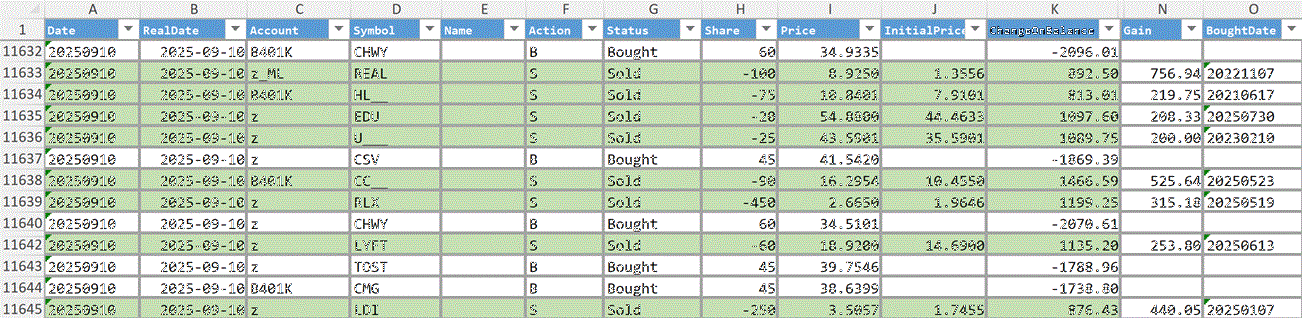 A B C D E F G H I J K N O
1 Date RealDate Account Symbol Name Action Status Share Price InitialPrice ChangeOnBalance Gain BoughtDate
11632 20250910 2025-09-10 8401K CHWY B Bought 60 34.9335 -2096.01
11633 20250910 2025-09-10 z_ML REAL S Sold -100 8.9250 1.3556 892.50 756.94 20221107
11634 20250910 2025-09-10 8401K HL__ S Sold -75 10.8401 7.9101 813.01 219.75 20210617
11635 20250910 2025-09-10 z EDU S Sold -20 54.8800 44.4633 1097.60 208.33 20250730
11636 20250910 2025-09-10 z U___ S Sold -25 43.5901 35.5901 1089.75 200.00 20230210
11637 20250910 2025-09-10 z CSV B Bought 45 41.5420 -1869.39
11638 20250910 2025-09-10 8401K CC__ S Sold -90 16.2954 10.4550 1466.59 525.64 20250523
11639 20250910 2025-09-10 z RLX S Sold -450 2.6650 1.9646 1199.25 315.18 20250519
11640 20250910 2025-09-10 z CHWY B Bought 60 34.5101 -2070.61
11642 20250910 2025-09-10 z LYFT S Sold -60 18.9200 14.6900 1135.20 253.80 20250613
11643 20250910 2025-09-10 z TOST B Bought 45 39.7546 -1788.96
11644 20250910 2025-09-10 8401K CMG B Bought 45 38.6399 -1738.80
11645 20250910 2025-09-10 z LDI S Sold -250 3.5057 1.7455 876.43 440.05 20250107